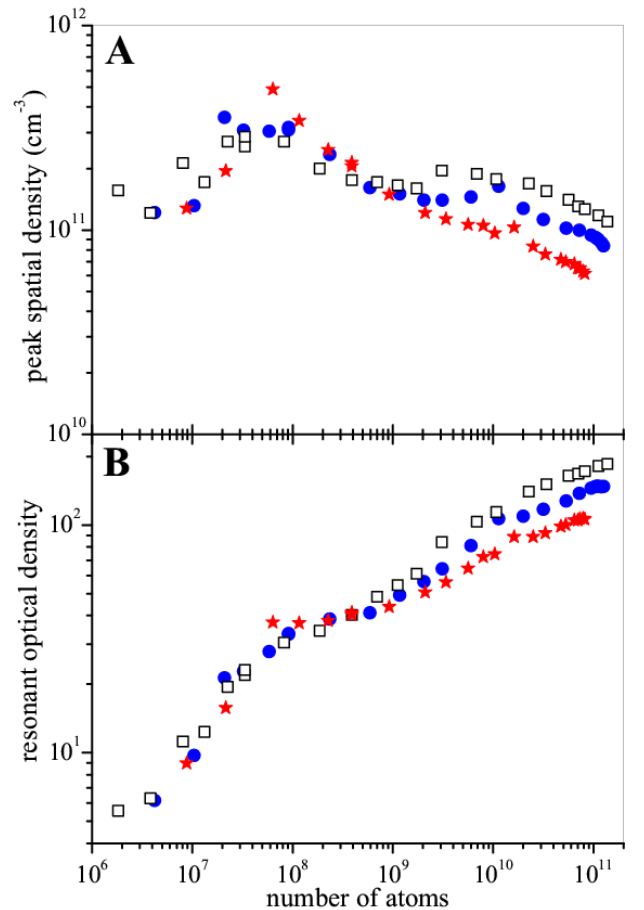 10^12
A
peak spatial density (cm^-3)
10^11
10^10
B
resonant optical density
10^2
10^1
10^6 10^7 10^8 10^9 10^10 10^11
number of atoms